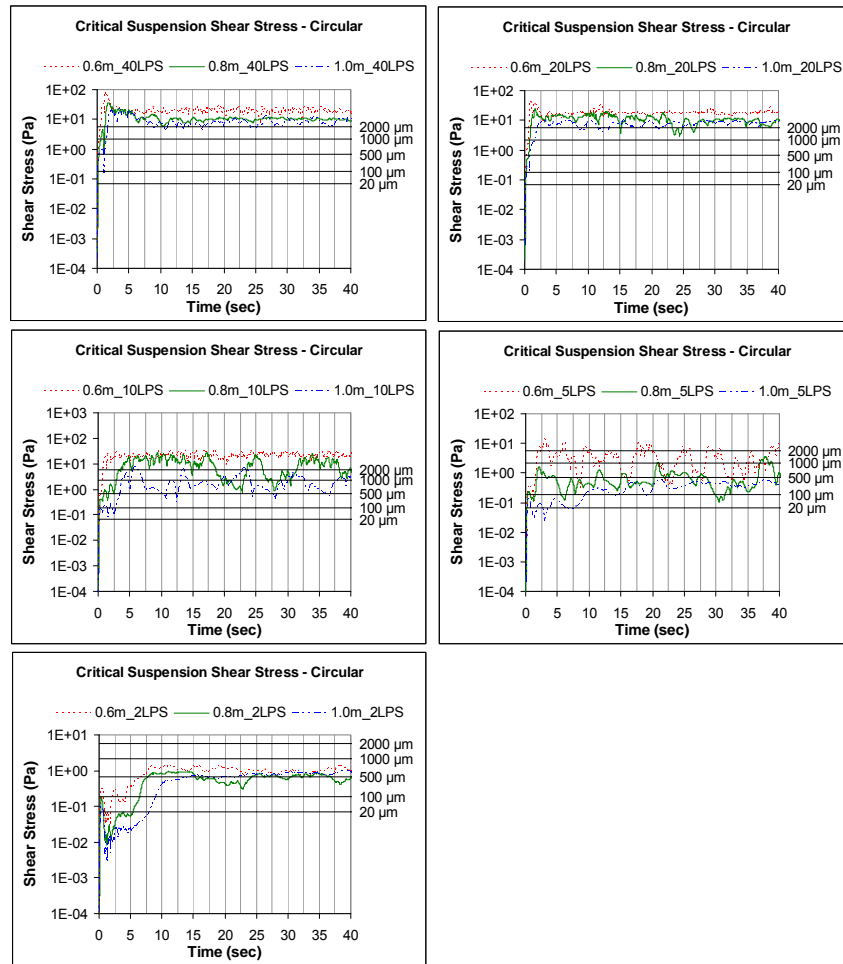 Critical Suspension Shear Stress - Circular
0.6m_40LPS 0.8m_40LPS 1.0m_40LPS
Shear Stress (Pa)
1E+02
1E+01
1E+00
1E-01
1E-02
1E-03
1E-04
2000 µm
1000 µm
500 µm
100 µm
20 µm
0 5 10 15 20 25 30 35 40
Time (sec)
Critical Suspension Shear Stress - Circular
0.6m_20LPS 0.8m_20LPS 1.0m_20LPS
Shear Stress (Pa)
1E+02
1E+01
1E+00
1E-01
1E-02
1E-03
1E-04
2000 µm
1000 µm
500 µm
100 µm
20 µm
0 5 10 15 20 25 30 35 40
Time (sec)
Critical Suspension Shear Stress - Circular
0.6m_10LPS 0.8m_10LPS 1.0m_10LPS
Shear Stress (Pa)
1E+03
1E+02
1E+01
1E+00
1E-01
1E-02
1E-03
1E-04
2000 µm
1000 µm
500 µm
100 µm
20 µm
0 5 10 15 20 25 30 35 40
Time (sec)
Critical Suspension Shear Stress - Circular
0.6m_5LPS 0.8m_5LPS 1.0m_5LPS
Shear Stress (Pa)
1E+02
1E+01
1E+00
1E-01
1E-02
1E-03
1E-04
2000 µm
1000 µm
500 µm
100 µm
20 µm
0 5 10 15 20 25 30 35 40
Time (sec)
Critical Suspension Shear Stress - Circular
0.6m_2LPS 0.8m_2LPS 1.0m_2LPS
Shear Stress (Pa)
1E+01
1E+00
1E-01
1E-02
1E-03
1E-04
2000 µm
1000 µm
500 µm
100 µm
20 µm
0 5 10 15 20 25 30 35 40
Time (sec)